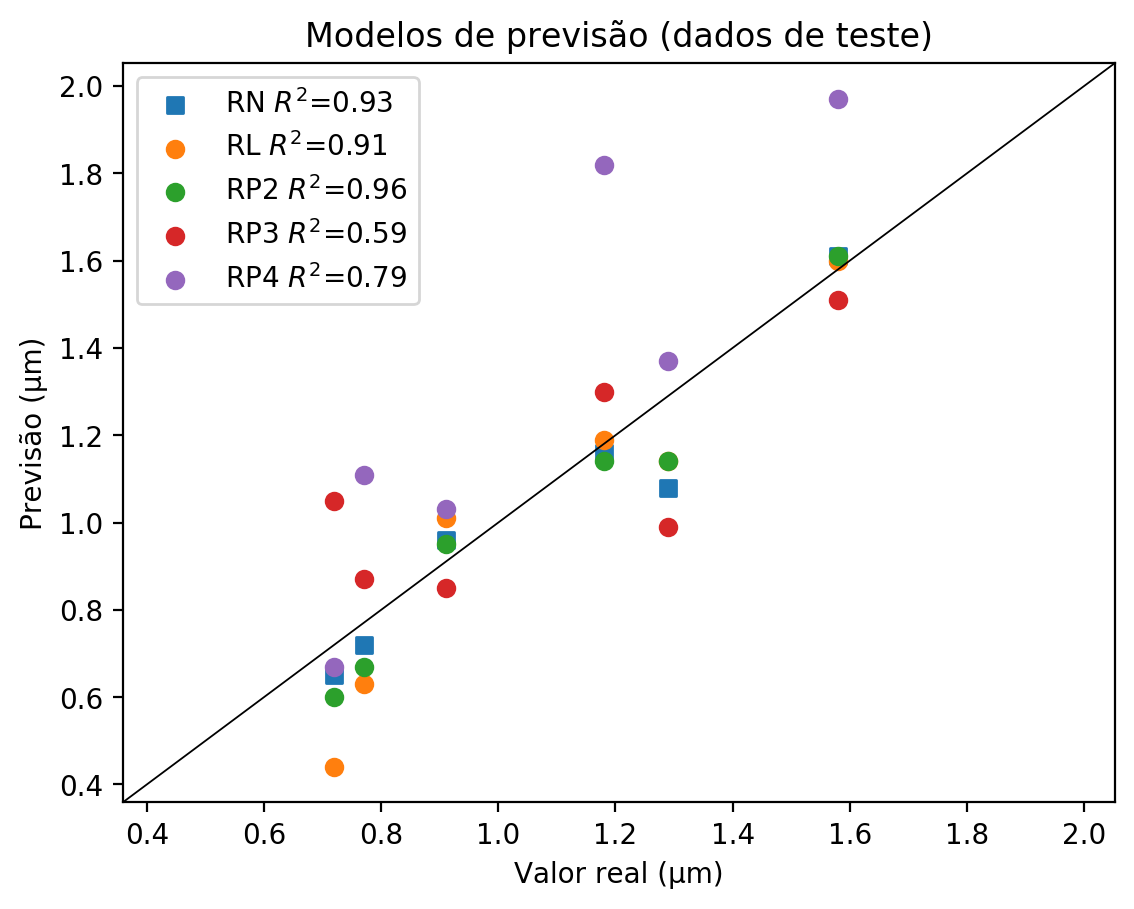 Modelos de previsão (dados de teste)
RN R²=0.93
RL R²=0.91
RP2 R²=0.96
RP3 R²=0.59
RP4 R²=0.79
2.0
1.8
1.6
1.4
1.2
1.0
0.8
0.6
0.4
Previsão (µm)
0.4 0.6 0.8 1.0 1.2 1.4 1.6 1.8 2.0
Valor real (µm)